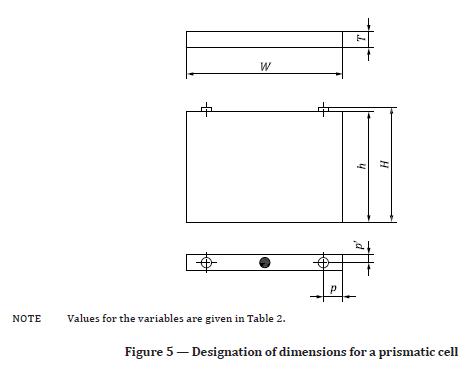 T
W
h
H
p'
p
NOTE Values for the variables are given in Table 2.
Figure 5 — Designation of dimensions for a prismatic cell